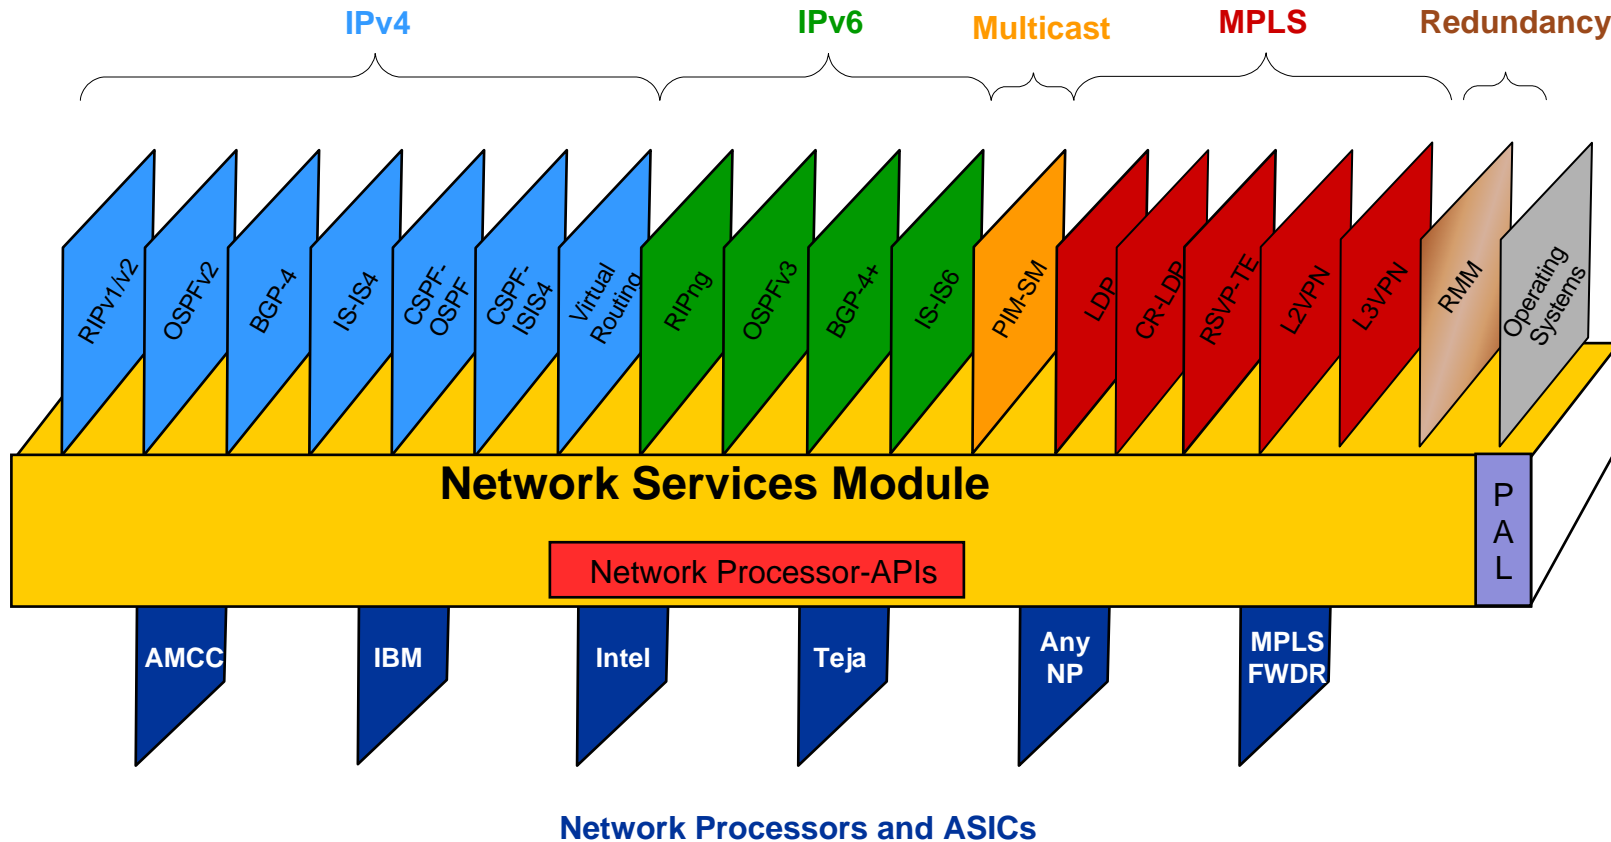 IPv4
IPv6
Multicast
MPLS
Redundancy
RIPv1/v2
OSPFv2
BGP-4
IS-IS4
CSPF-
OSPF
CSPF-
ISIS4
Virtual
Routing
RIPng
OSPFv3
BGP-4+
IS-IS6
PIM-SM
LDP
CR-LDP
RSVP-TE
L2VPN
L3VPN
RMM
Operating
Systems
Network Services Module
P
A
L
Network Processor-APIs
AMCC
IBM
Intel
Teja
Any
NP
MPLS
FWDR
Network Processors and ASICs